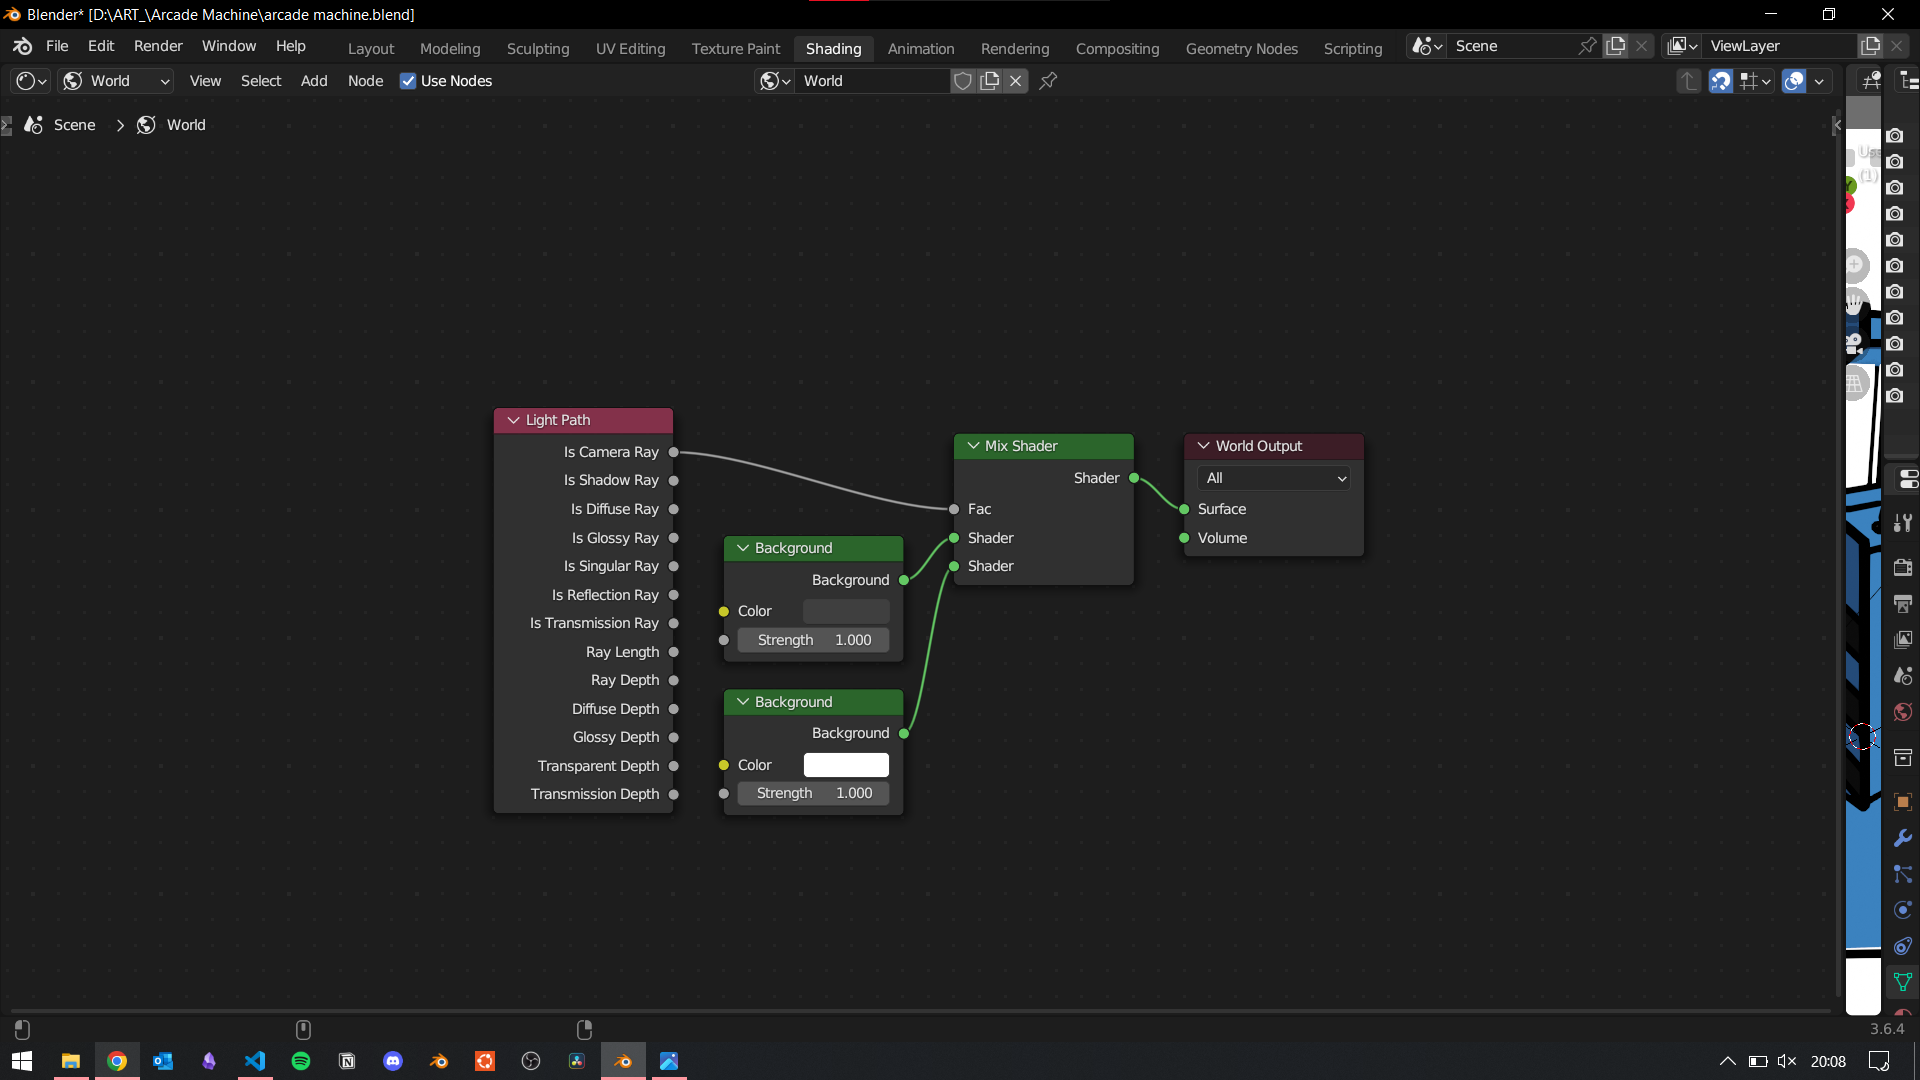 Blender* [D:\ART_\Arcade Machine\arcade machine.blend]
File Edit Render Window Help Layout Modeling Sculpting UV Editing Texture Paint Shading Animation Rendering Compositing Geometry Nodes Scripting Scene ViewLayer
World View Select Add Node Use Nodes World
Scene > World
Light Path
Is Camera Ray
Is Shadow Ray
Is Diffuse Ray
Is Glossy Ray
Is Singular Ray
Is Reflection Ray
Is Transmission Ray
Ray Length
Ray Depth
Diffuse Depth
Glossy Depth
Transparent Depth
Transmission Depth
Background
Background
Color
Strength 1.000
Background
Background
Color
Strength 1.000
Mix Shader
Shader
Fac
Shader
Shader
World Output
All
Surface
Volume
(1)
Y
X
3.6.4
20:08